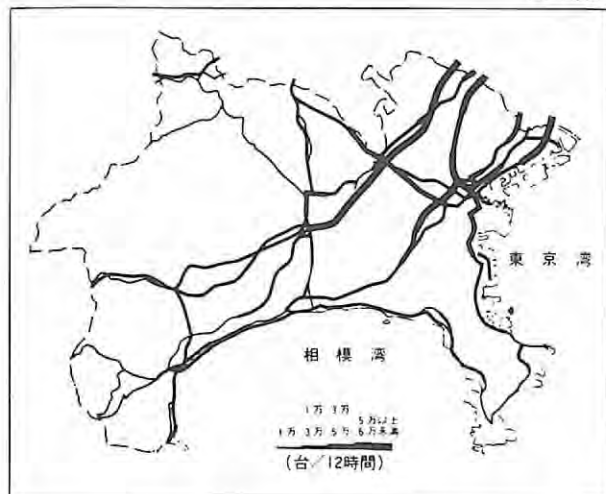 東京湾
相模湾
1万 3万
5万以上
1万 3万 5万 6万未満
(台/12時間)